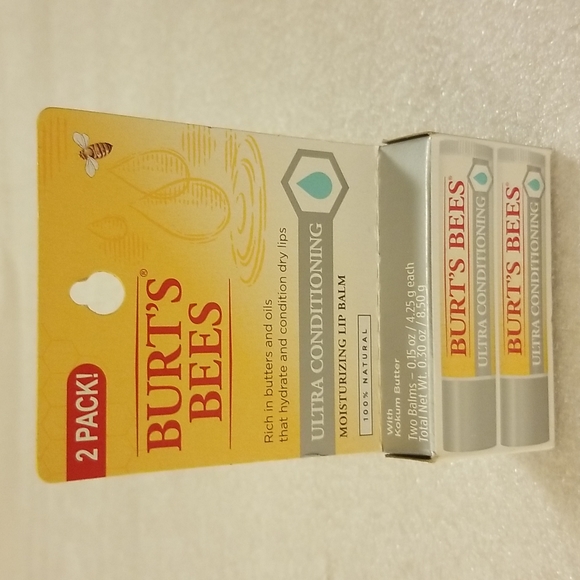 2 PACK!
BURT'S
BEES®
Rich in butters and oils
that hydrate and condition dry lips
ULTRA CONDITIONING
MOISTURIZING LIP BALM
100% NATURAL
With
Kokum Butter
Two Balms – 0.15 oz / 4.25 g each
Total Net Wt. 0.30 oz / 8.50 g
BURT'S BEES®
ULTRA CONDITIONING
BURT'S BEES®
ULTRA CONDITIONING